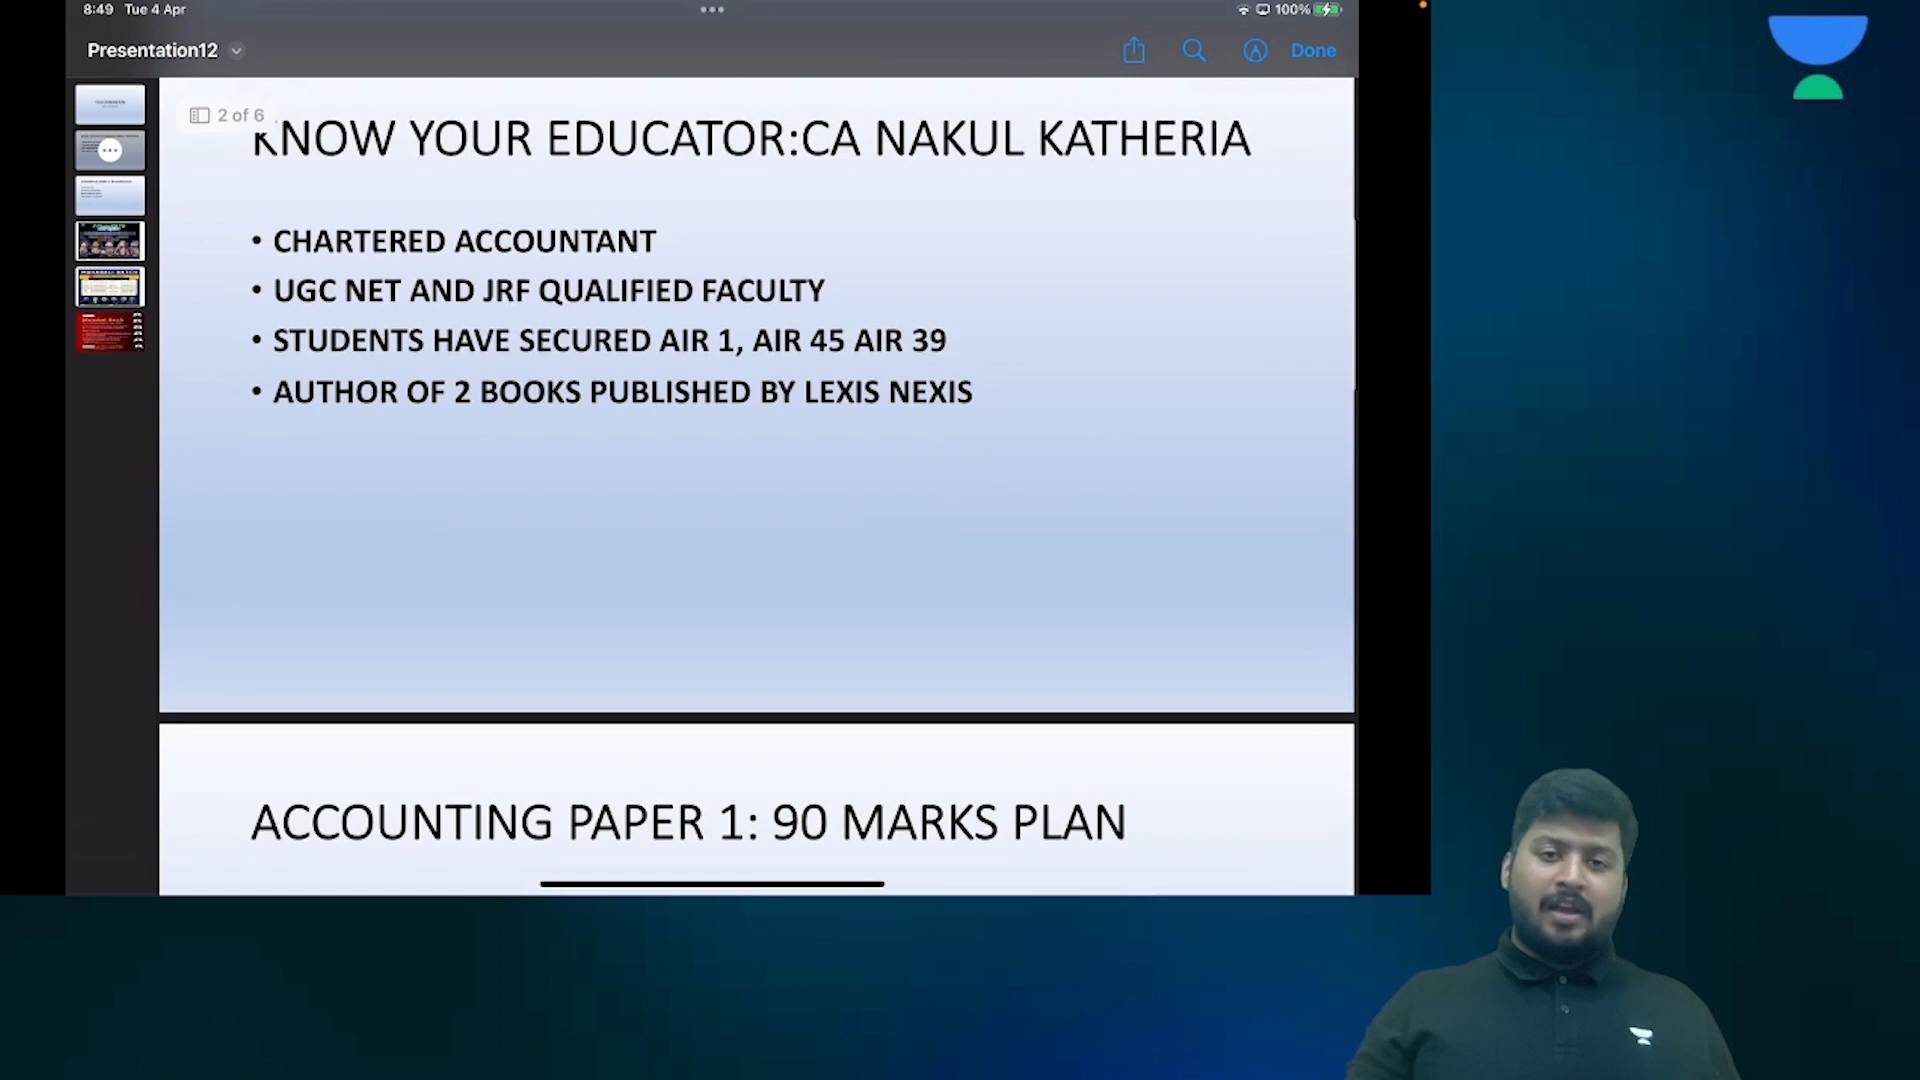 8:49 Tue 4 Apr
100%
Presentation12
Done
2 of 6
KNOW YOUR EDUCATOR:CA NAKUL KATHERIA
• CHARTERED ACCOUNTANT
• UGC NET AND JRF QUALIFIED FACULTY
• STUDENTS HAVE SECURED AIR 1, AIR 45 AIR 39
• AUTHOR OF 2 BOOKS PUBLISHED BY LEXIS NEXIS
ACCOUNTING PAPER 1: 90 MARKS PLAN